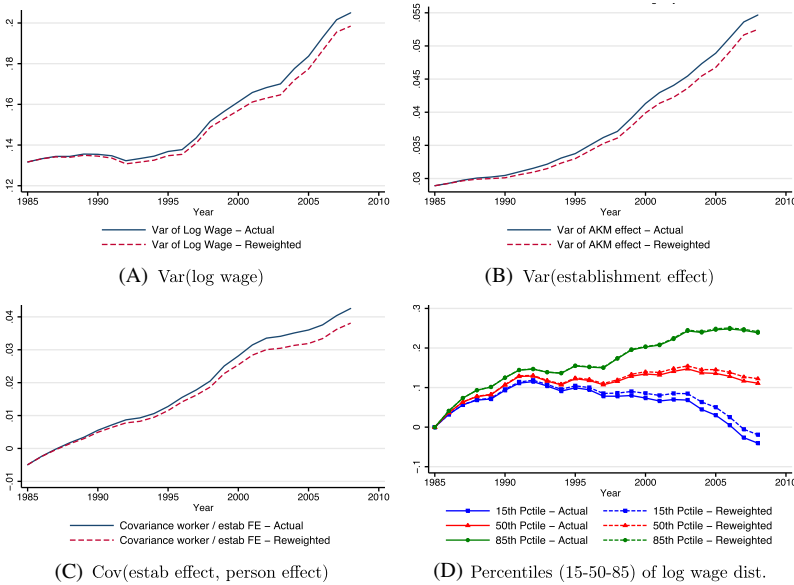 .2
.18
.16
.14
.12
1985 1990 1995 2000 2005 2010
Year
Var of Log Wage − Actual
Var of Log Wage − Reweighted
(A) Var(log wage)
.055
.05
.045
.04
.035
.03
1985 1990 1995 2000 2005 2010
Year
Var of AKM effect − Actual
Var of AKM effect − Reweighted
(B) Var(establishment effect)
.04
.03
.02
.01
0
−.01
1985 1990 1995 2000 2005 2010
Year
Covariance worker / estab FE − Actual
Covariance worker / estab FE − Reweighted
(C) Cov(estab effect, person effect)
.3
.2
.1
0
−.1
1985 1990 1995 2000 2005 2010
Year
15th Pctile − Actual 15th Pctile − Reweighted
50th Pctile − Actual 50th Pctile − Reweighted
85th Pctile − Actual 85th Pctile − Reweighted
(D) Percentiles (15-50-85) of log wage dist.